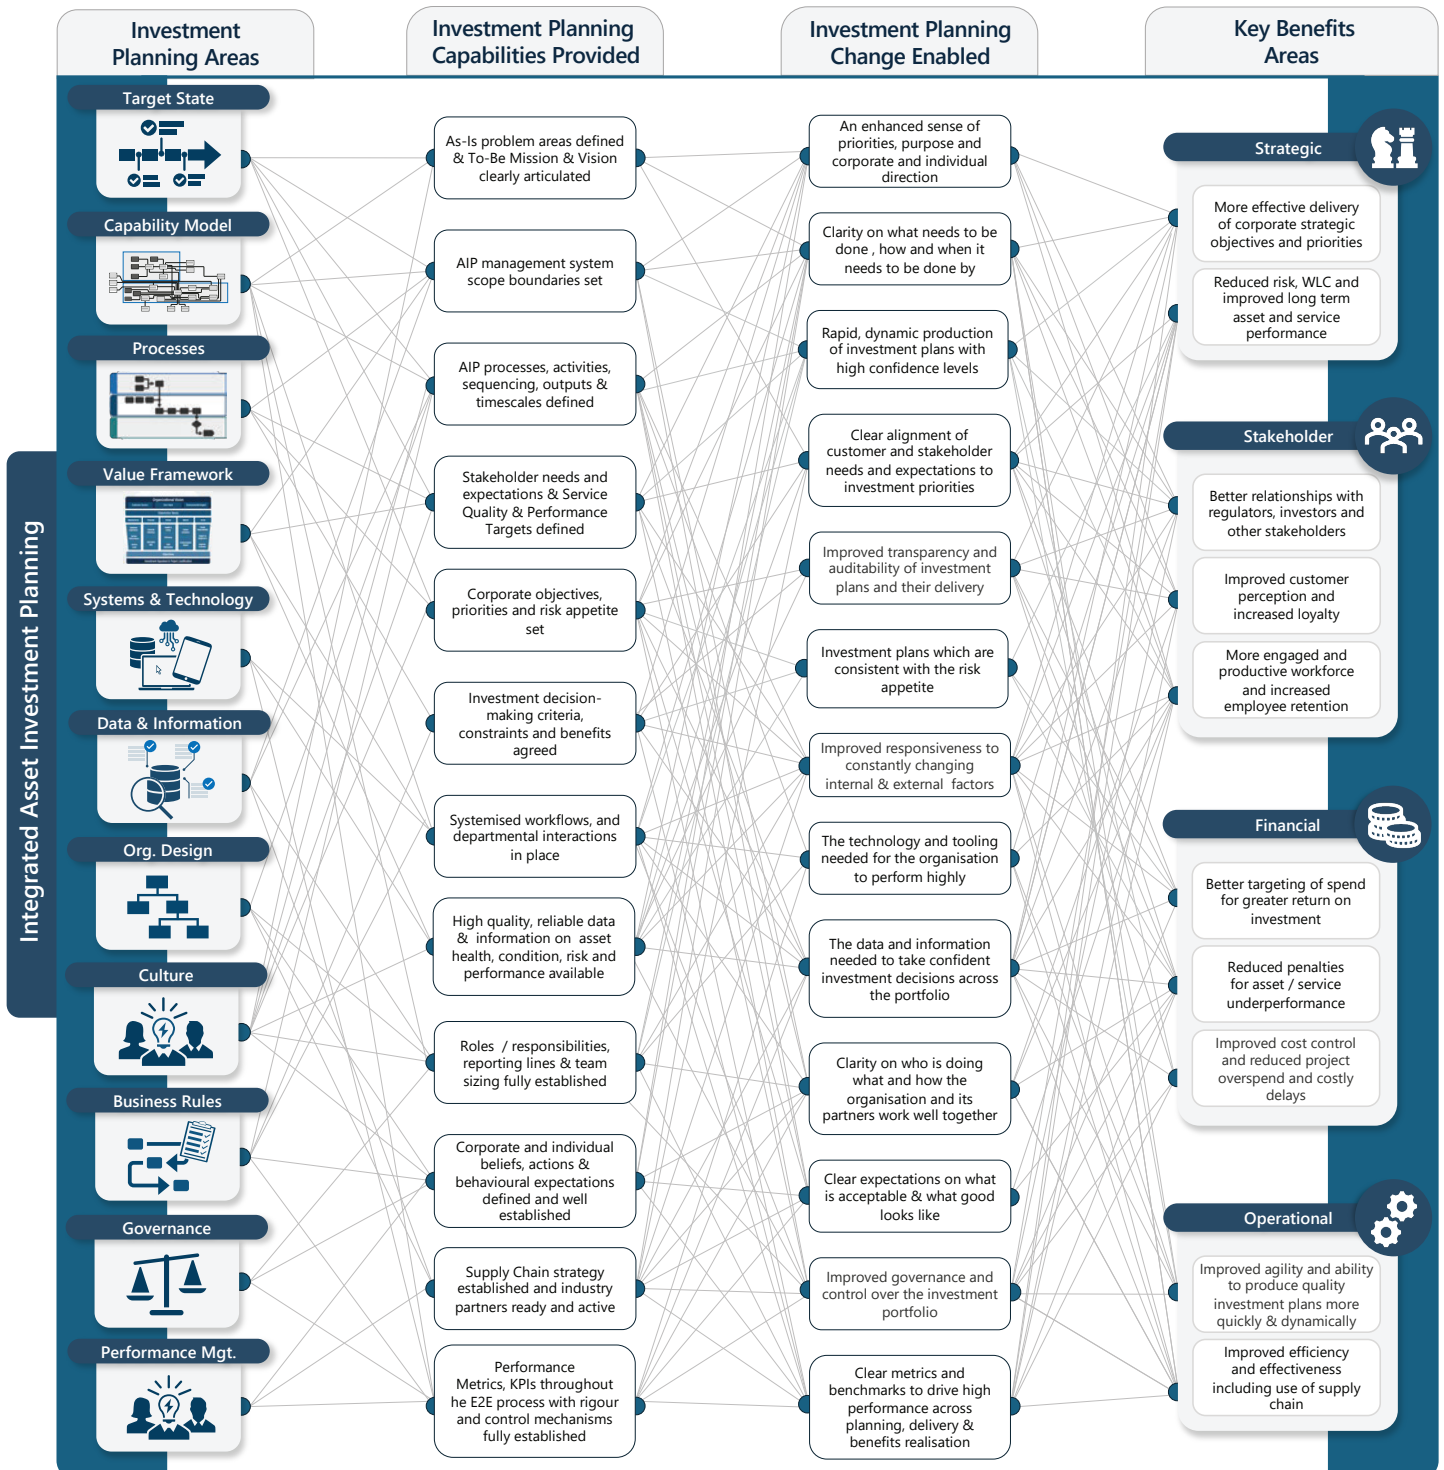 Investment
Planning Areas
Investment Planning
Capabilities Provided
Investment Planning
Change Enabled
Key Benefits
Areas
Integrated Asset Investment Planning
Target State
Capability Model
Processes
Value Framework
Systems & Technology
Data & Information
Org. Design
Culture
Business Rules
Governance
Performance Mgt.
As-Is problem areas defined
& To-Be Mission & Vision
clearly articulated
AIP management system
scope boundaries set
AIP processes, activities,
sequencing, outputs &
timescales defined
Stakeholder needs and
expectations & Service
Quality & Performance
Targets defined
Corporate objectives,
priorities and risk appetite
set
Investment decision-
making criteria,
constraints and benefits
agreed
Systemised workflows, and
departmental interactions
in place
High quality, reliable data
& information on asset
health, condition, risk and
performance available
Roles / responsibilities,
reporting lines & team
sizing fully established
Corporate and individual
beliefs, actions &
behavioural expectations
defined and well
established
Supply Chain strategy
established and industry
partners ready and active
Performance
Metrics, KPIs throughout
he E2E process with rigour
and control mechanisms
fully established
An enhanced sense of
priorities, purpose and
corporate and individual
direction
Clarity on what needs to be
done , how and when it
needs to be done by
Rapid, dynamic production
of investment plans with
high confidence levels
Clear alignment of
customer and stakeholder
needs and expectations to
investment priorities
Improved transparency and
auditability of investment
plans and their delivery
Investment plans which are
consistent with the risk
appetite
Improved responsiveness to
constantly changing
internal & external factors
The technology and tooling
needed for the organisation
to perform highly
The data and information
needed to take confident
investment decisions across
the portfolio
Clarity on who is doing
what and how the
organisation and its
partners work well together
Clear expectations on what
is acceptable & what good
looks like
Improved governance and
control over the investment
portfolio
Clear metrics and
benchmarks to drive high
performance across
planning, delivery &
benefits realisation
Strategic
More effective delivery
of corporate strategic
objectives and priorities
Reduced risk, WLC and
improved long term
asset and service
performance
Stakeholder
Better relationships with
regulators, investors and
other stakeholders
Improved customer
perception and
increased loyalty
More engaged and
productive workforce
and increased
employee retention
Financial
Better targeting of spend
for greater return on
investment
Reduced penalties
for asset / service
underperformance
Improved cost control
and reduced project
overspend and costly
delays
Operational
Improved agility and ability
to produce quality
investment plans more
quickly & dynamically
Improved efficiency
and effectiveness
including use of supply
chain